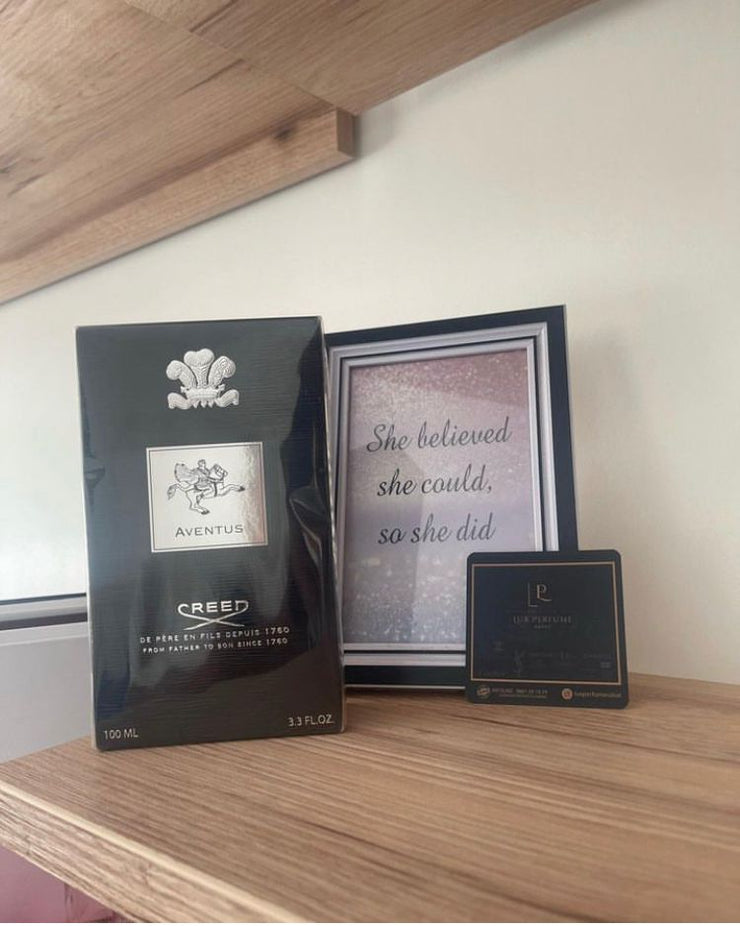 AVENTUS
CREED
DE PÈRE EN FILS DEPUIS 1760
FROM FATHER TO SON SINCE 1760
100 ML
3.3 FL.OZ.
She believed
she could,
so she did
LP
LUX PERFUME